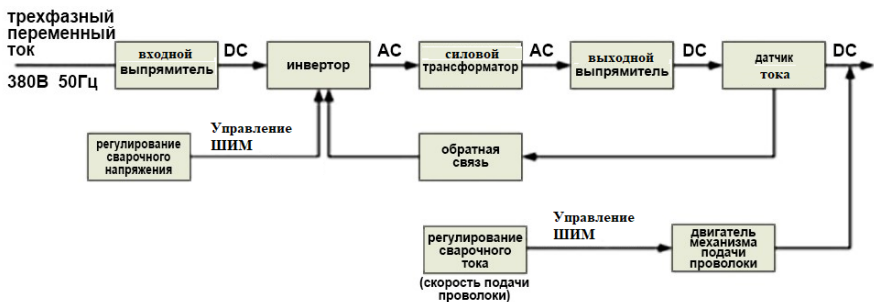 трехфазный
переменный
ток
380В 50Гц
входной
выпрямитель
DC
инвертор
AC
силовой
трансформатор
AC
выходной
выпрямитель
DC
датчик
тока
DC
регулирование
сварочного
напряжения
Управление
ШИМ
обратная
связь
регулирование
сварочного
тока
(скорость подачи
проволоки)
Управление
ШИМ
двигатель
механизма
подачи
проволоки